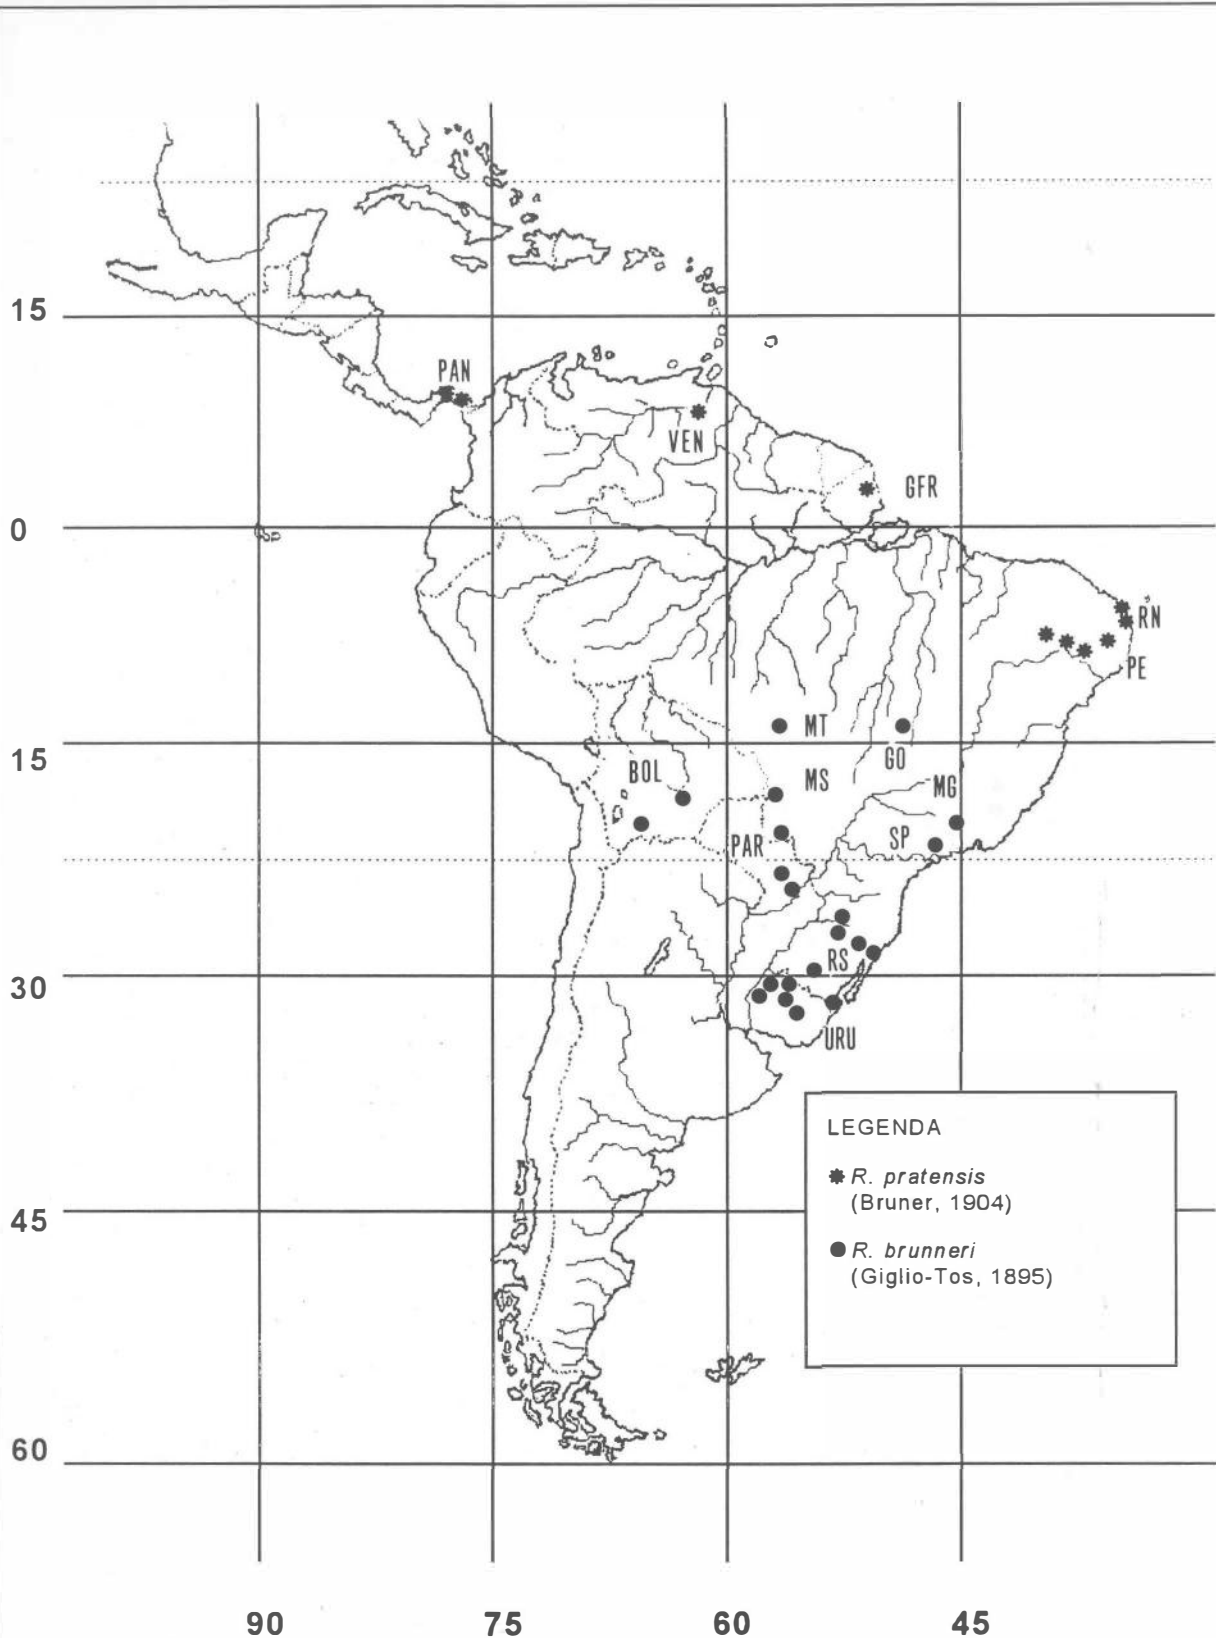 15
PAN
VEN
GFR
0
RN
PE
MT
15
GO
BOL
MS
MG
SP
PAR
RS
30
URU
LEGENDA
R. pratensis
(Bruner, 1904)
45
R. brunneri
(Giglio-Tos, 1895)
60
90 75 60 45